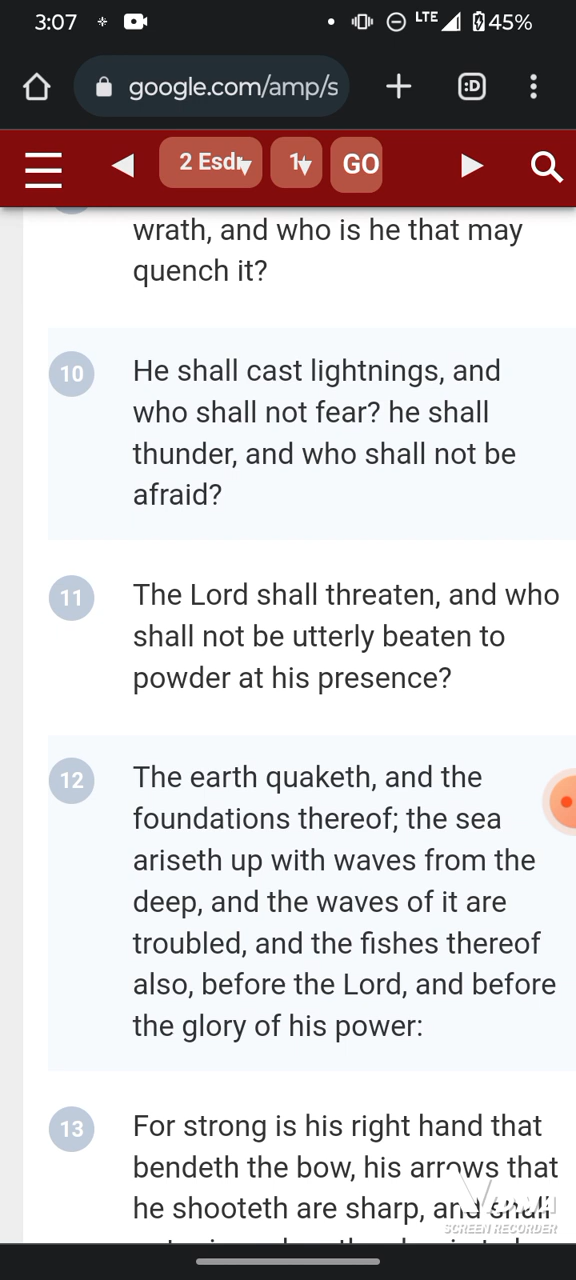 3:07 LTE 45%
google.com/amp/s :D
2 Esdr 1 GO
wrath, and who is he that may
quench it?
10 He shall cast lightnings, and
who shall not fear? he shall
thunder, and who shall not be
afraid?
11 The Lord shall threaten, and who
shall not be utterly beaten to
powder at his presence?
12 The earth quaketh, and the
foundations thereof; the sea
ariseth up with waves from the
deep, and the waves of it are
troubled, and the fishes thereof
also, before the Lord, and before
the glory of his power:
13 For strong is his right hand that
bendeth the bow, his arrows that
he shooteth are sharp, and shall
SCREEN RECORDER